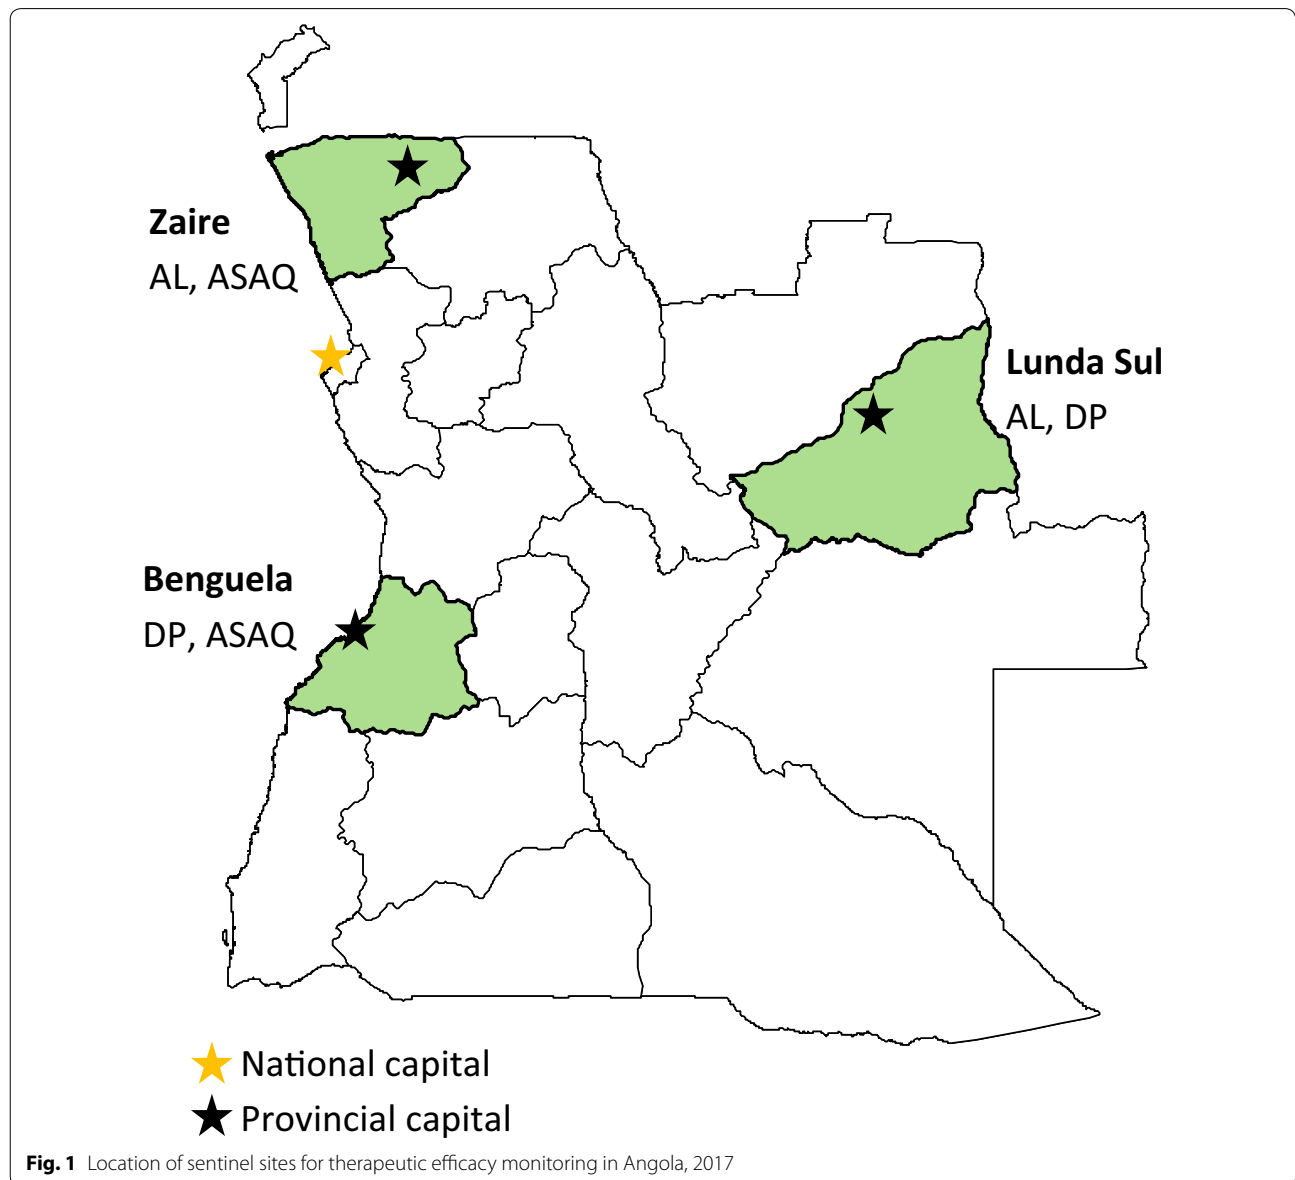 Zaire
AL, ASAQ
Lunda Sul
AL, DP
Benguela
DP, ASAQ
National capital
Provincial capital
Fig. 1 Location of sentinel sites for therapeutic efficacy monitoring in Angola, 2017